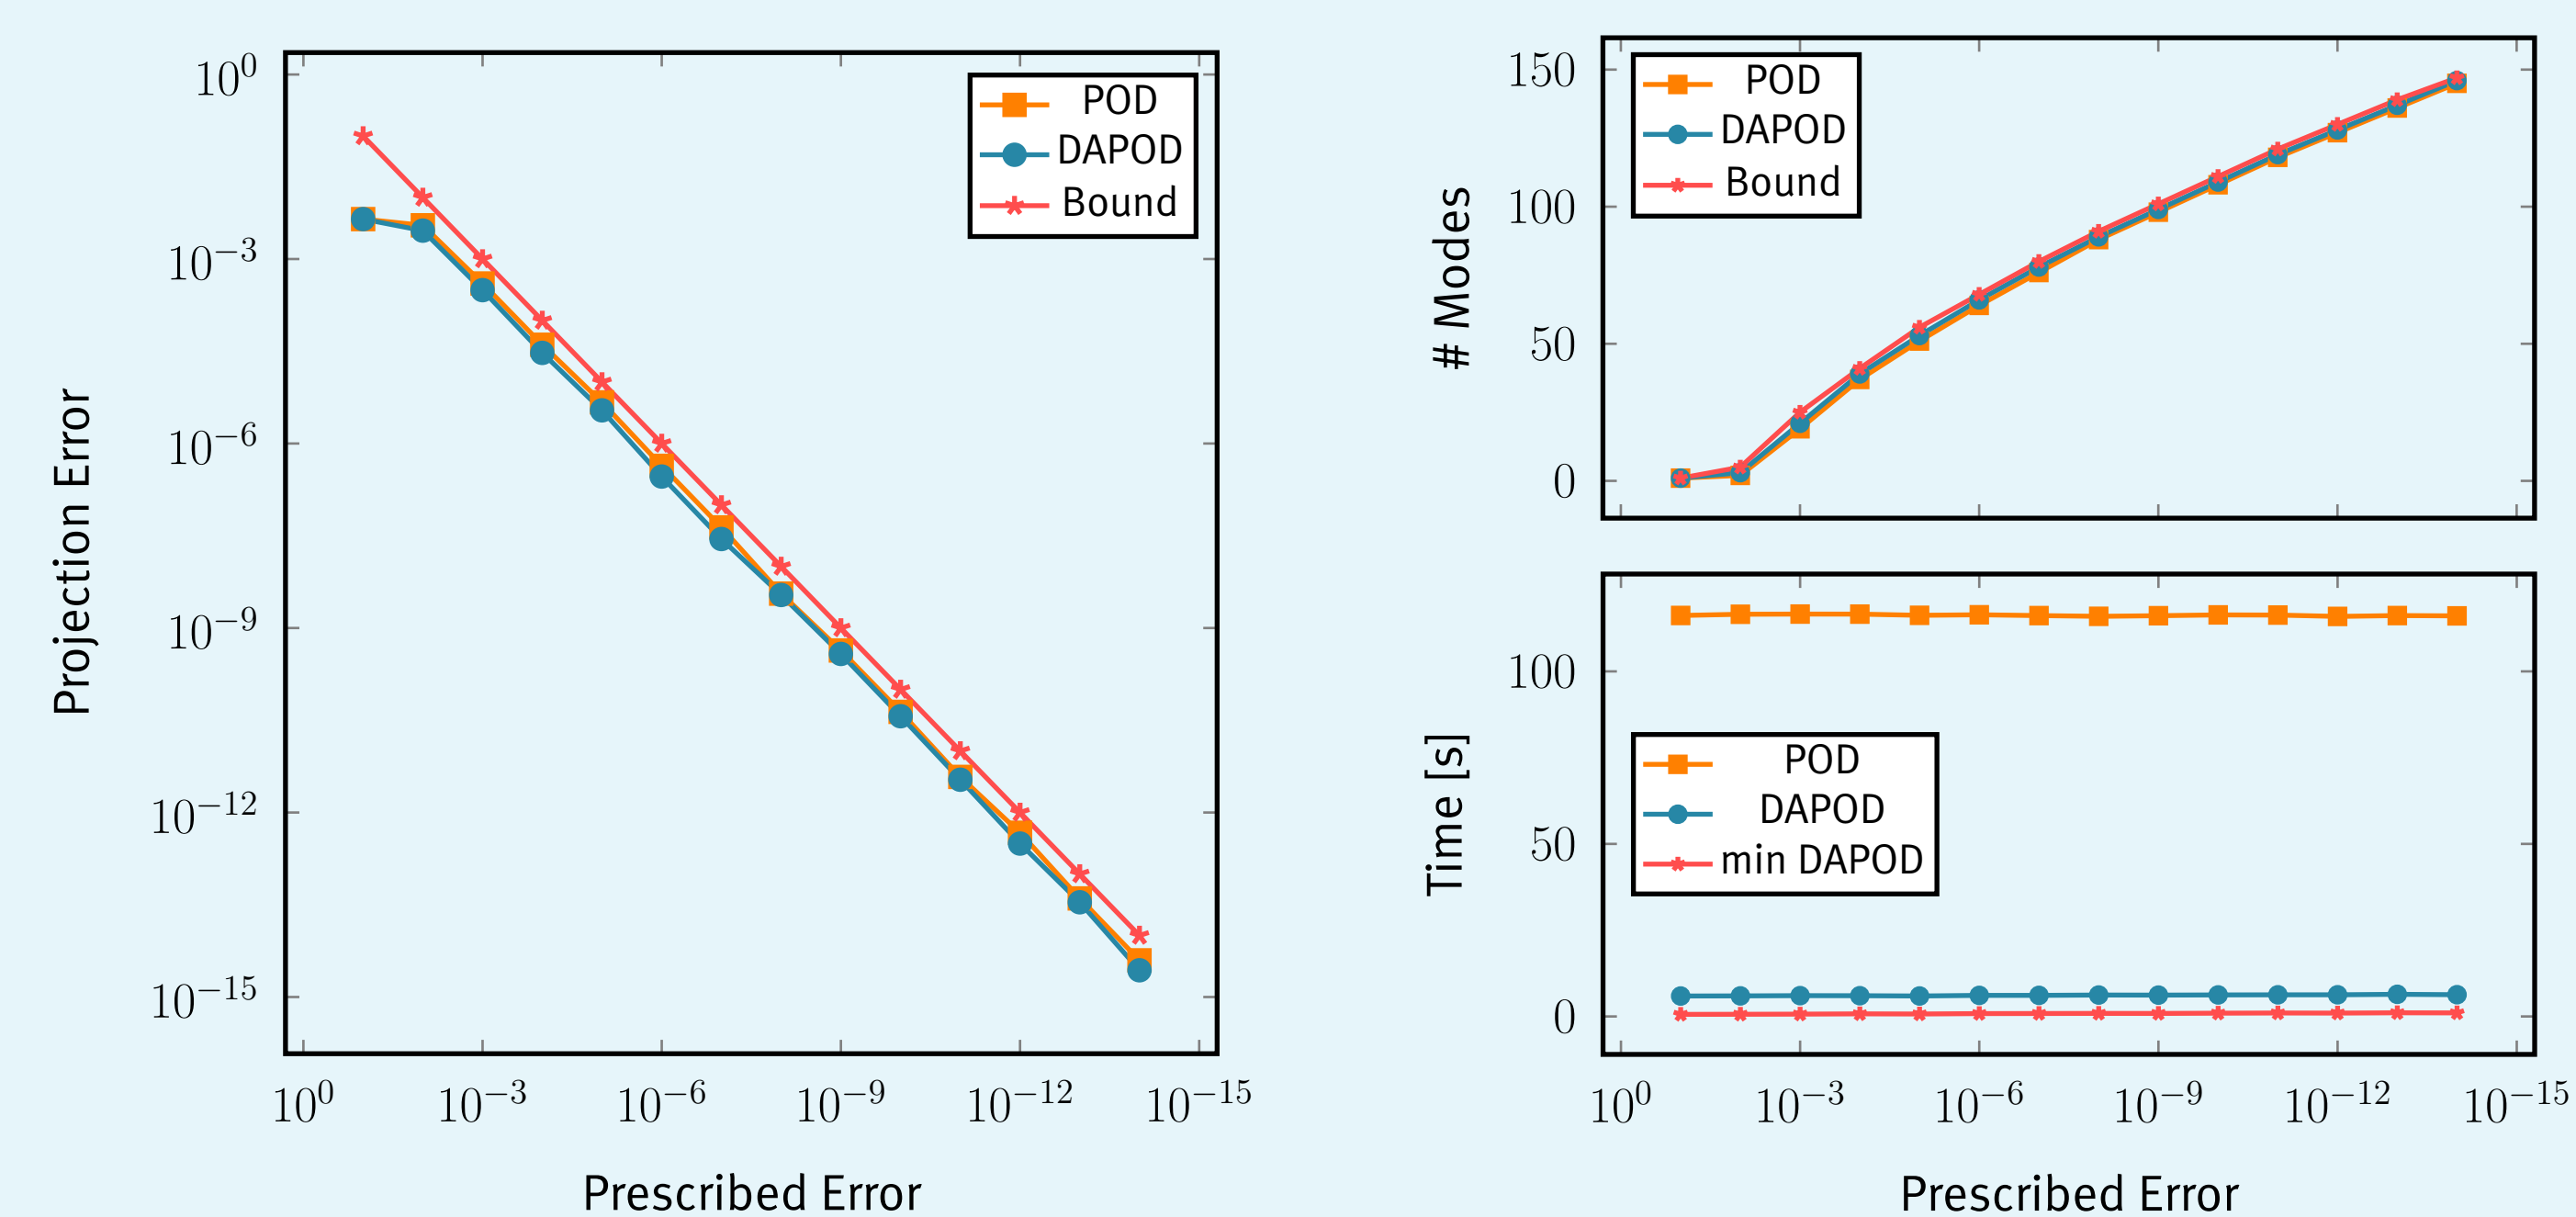 10^0
10^−3
10^−6
10^−9
10^−12
10^−15
Projection Error
POD
DAPOD
Bound
10^0 10^−3 10^−6 10^−9 10^−12 10^−15
Prescribed Error
150
100
50
0
# Modes
POD
DAPOD
Bound
100
50
0
Time [s]
POD
DAPOD
min DAPOD
10^0 10^−3 10^−6 10^−9 10^−12 10^−15
Prescribed Error